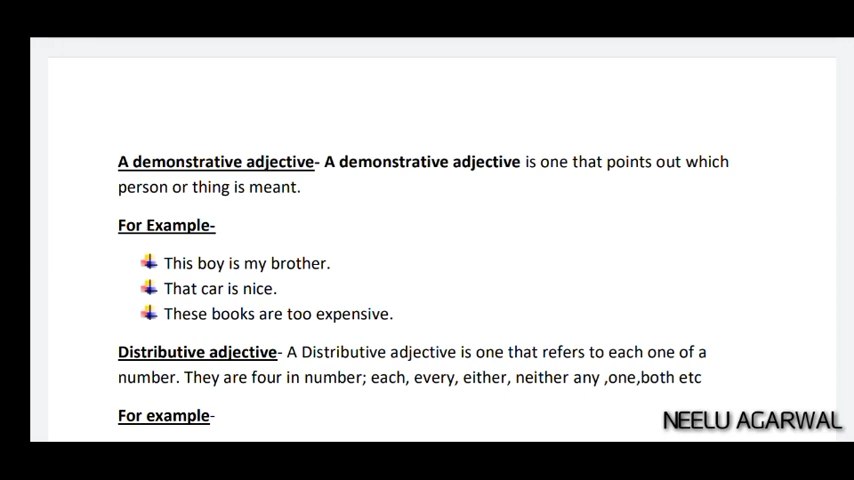 A demonstrative adjective- A demonstrative adjective is one that points out which
person or thing is meant.
For Example-
This boy is my brother.
That car is nice.
These books are too expensive.
Distributive adjective- A Distributive adjective is one that refers to each one of a
number. They are four in number; each, every, either, neither any ,one,both etc
For example-
NEELU AGARWAL